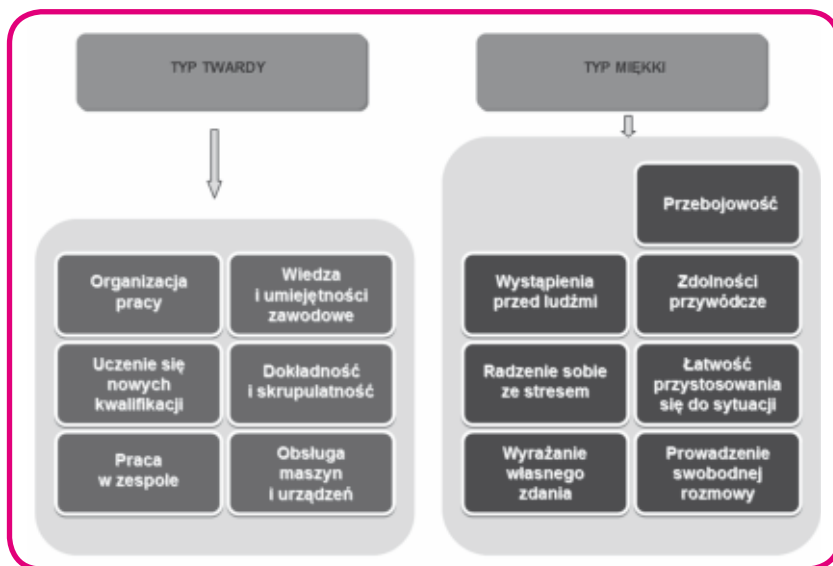 TYP TWARDY
TYP MIĘKKI
Organizacja
pracy
Wiedza
i umiejętności
zawodowe
Uczenie się
nowych
kwalifikacji
Dokładność
i skrupulatność
Praca
w zespole
Obsługa
maszyn
i urządzeń
Przebojowość
Wystąpienia
przed ludźmi
Zdolności
przywódcze
Radzenie sobie
ze stresem
Łatwość
przystosowania
się do sytuacji
Wyrażanie
własnego
zdania
Prowadzenie
swobodnej
rozmowy